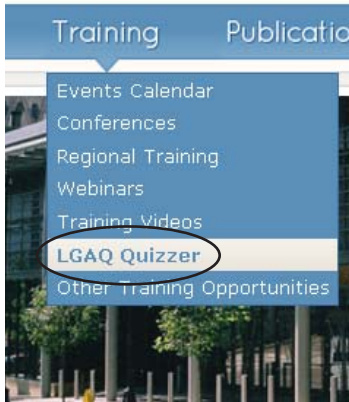 Training Publicatio
Events Calendar
Conferences
Regional Training
Webinars
Training Videos
LGAQ Quizzer
Other Training Opportunities